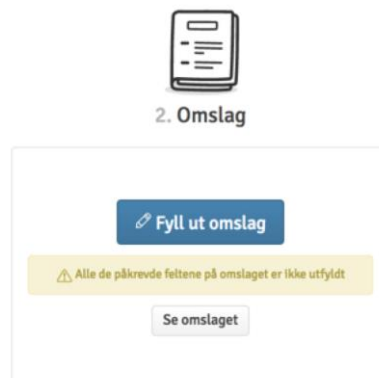 2. Omslag
Fyll ut omslag
Alle de påkrevde feltene på omslaget er ikke utfyldt
Se omslaget